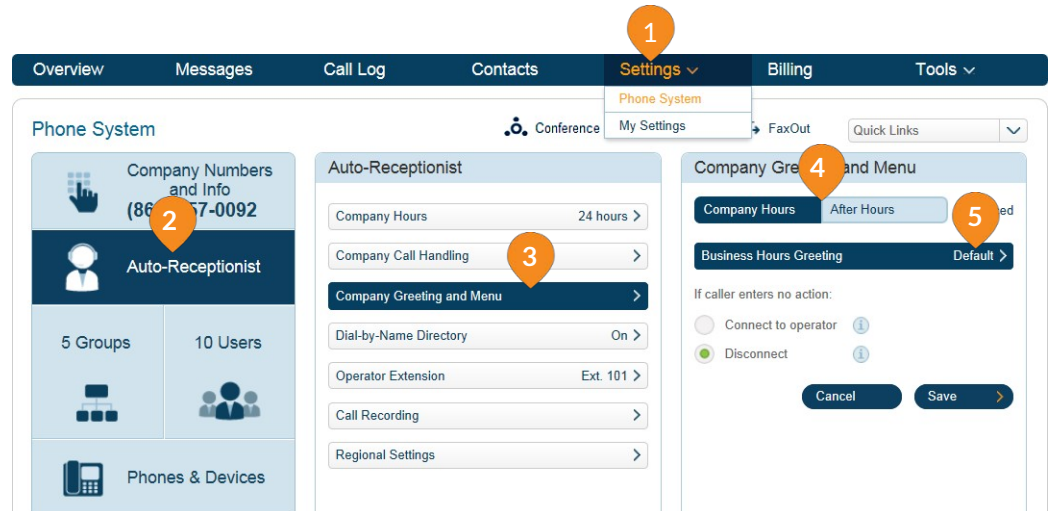 1
Overview Messages Call Log Contacts Settings Billing Tools
Phone System
My Settings
Phone System
Conference
FaxOut
Quick Links
Company Numbers
and Info
2
Auto-Receptionist
5 Groups
10 Users
Phones & Devices
Auto-Receptionist
Company Hours 24 hours
Company Call Handling
3
Company Greeting and Menu
Dial-by-Name Directory On
Operator Extension Ext. 101
Call Recording
Regional Settings
Company and Menu
4
Company Hours After Hours
5
Business Hours Greeting Default
If caller enters no action:
Connect to operator
Disconnect
Cancel Save